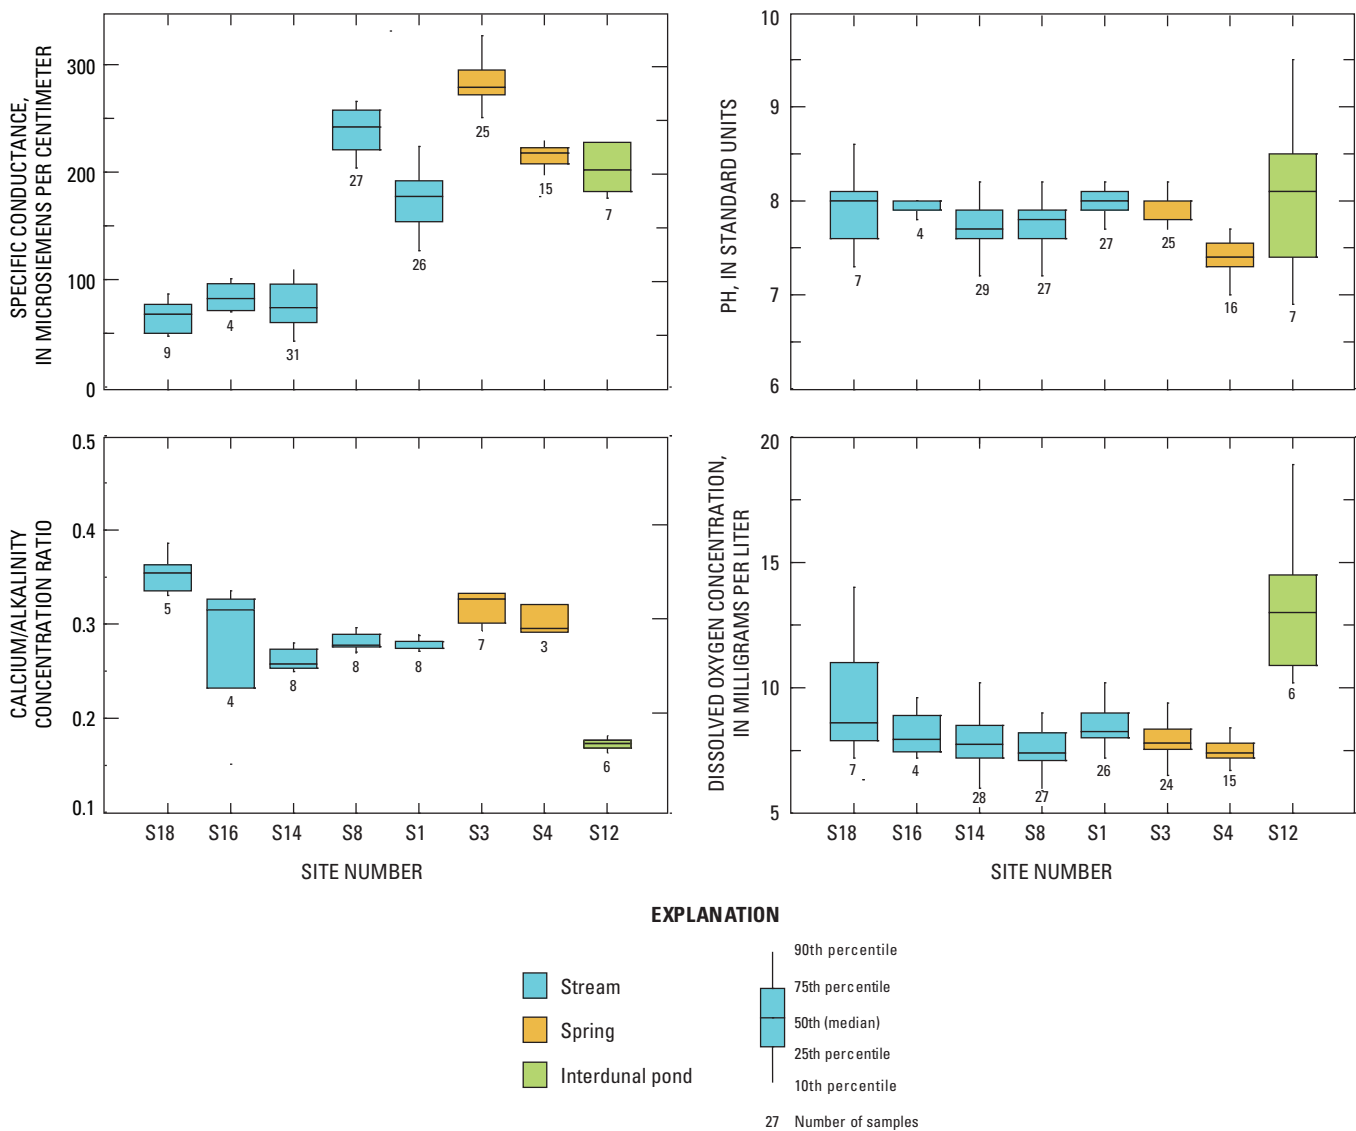 SPECIFIC CONDUCTANCE,
IN MICROSIEMENS PER CENTIMETER
300
200
100
0
9
4
31
27
26
25
15
7
PH, IN STANDARD UNITS
10
9
8
7
6
7
4
29
27
27
25
16
7
CALCIUM/ALKALINITY
CONCENTRATION RATIO
0.5
0.4
0.3
0.2
0.1
5
4
8
8
8
7
3
6
S18 S16 S14 S8 S1 S3 S4 S12
SITE NUMBER
DISSOLVED OXYGEN CONCENTRATION,
IN MILLIGRAMS PER LITER
20
15
10
5
7
4
28
27
26
24
15
6
S18 S16 S14 S8 S1 S3 S4 S12
SITE NUMBER
EXPLANATION
Stream
Spring
Interdunal pond
90th percentile
75th percentile
50th (median)
25th percentile
10th percentile
27 Number of samples